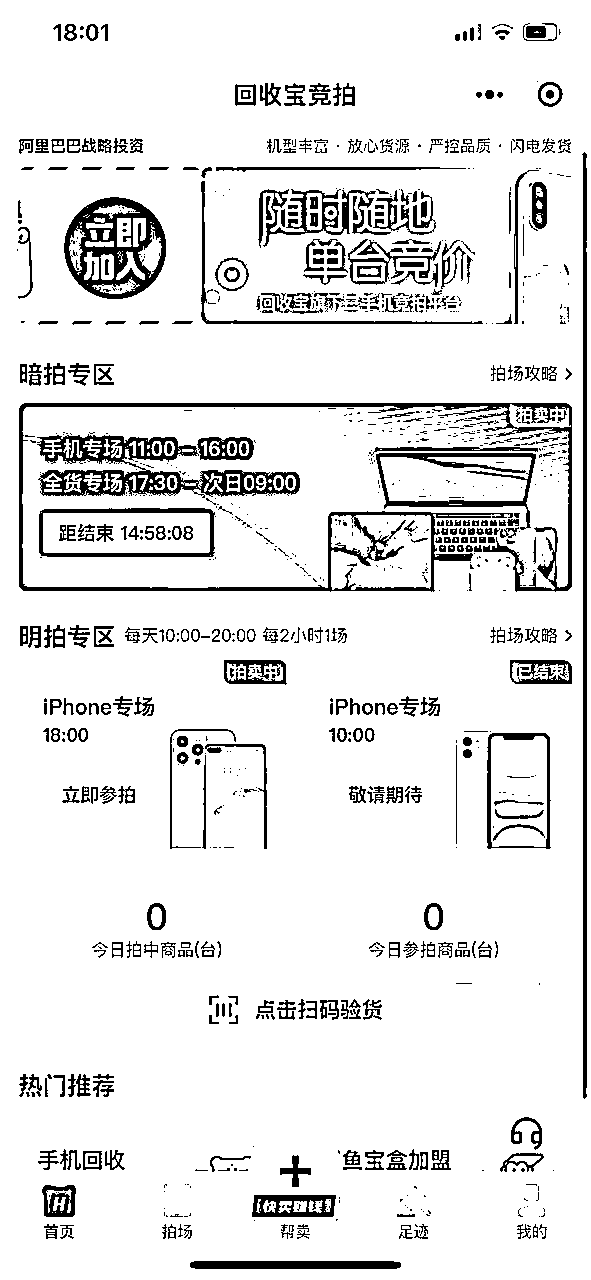 18:01
回收宝竞拍
阿里巴巴战略投资
机型丰富 · 放心货源 · 严控品质 · 闪电发货
立即
加入
随时随地
单台竞价
回收宝旗下二手机竞拍平台
暗拍专区
拍场攻略
拍卖中
手机专场 11:00 – 16:00
全货专场 17:30 – 次日09:00
距结束 14:58:08
明拍专区 每天10:00–20:00 每2小时1场
拍场攻略
拍卖中
已结束
iPhone专场
18:00
立即参拍
iPhone专场
10:00
敬请期待
0
今日拍中商品(台)
0
今日参拍商品(台)
点击扫码验货
热门推荐
手机回收
鱼宝盒加盟
快买赚钱
首页
拍场
帮卖
足迹
我的